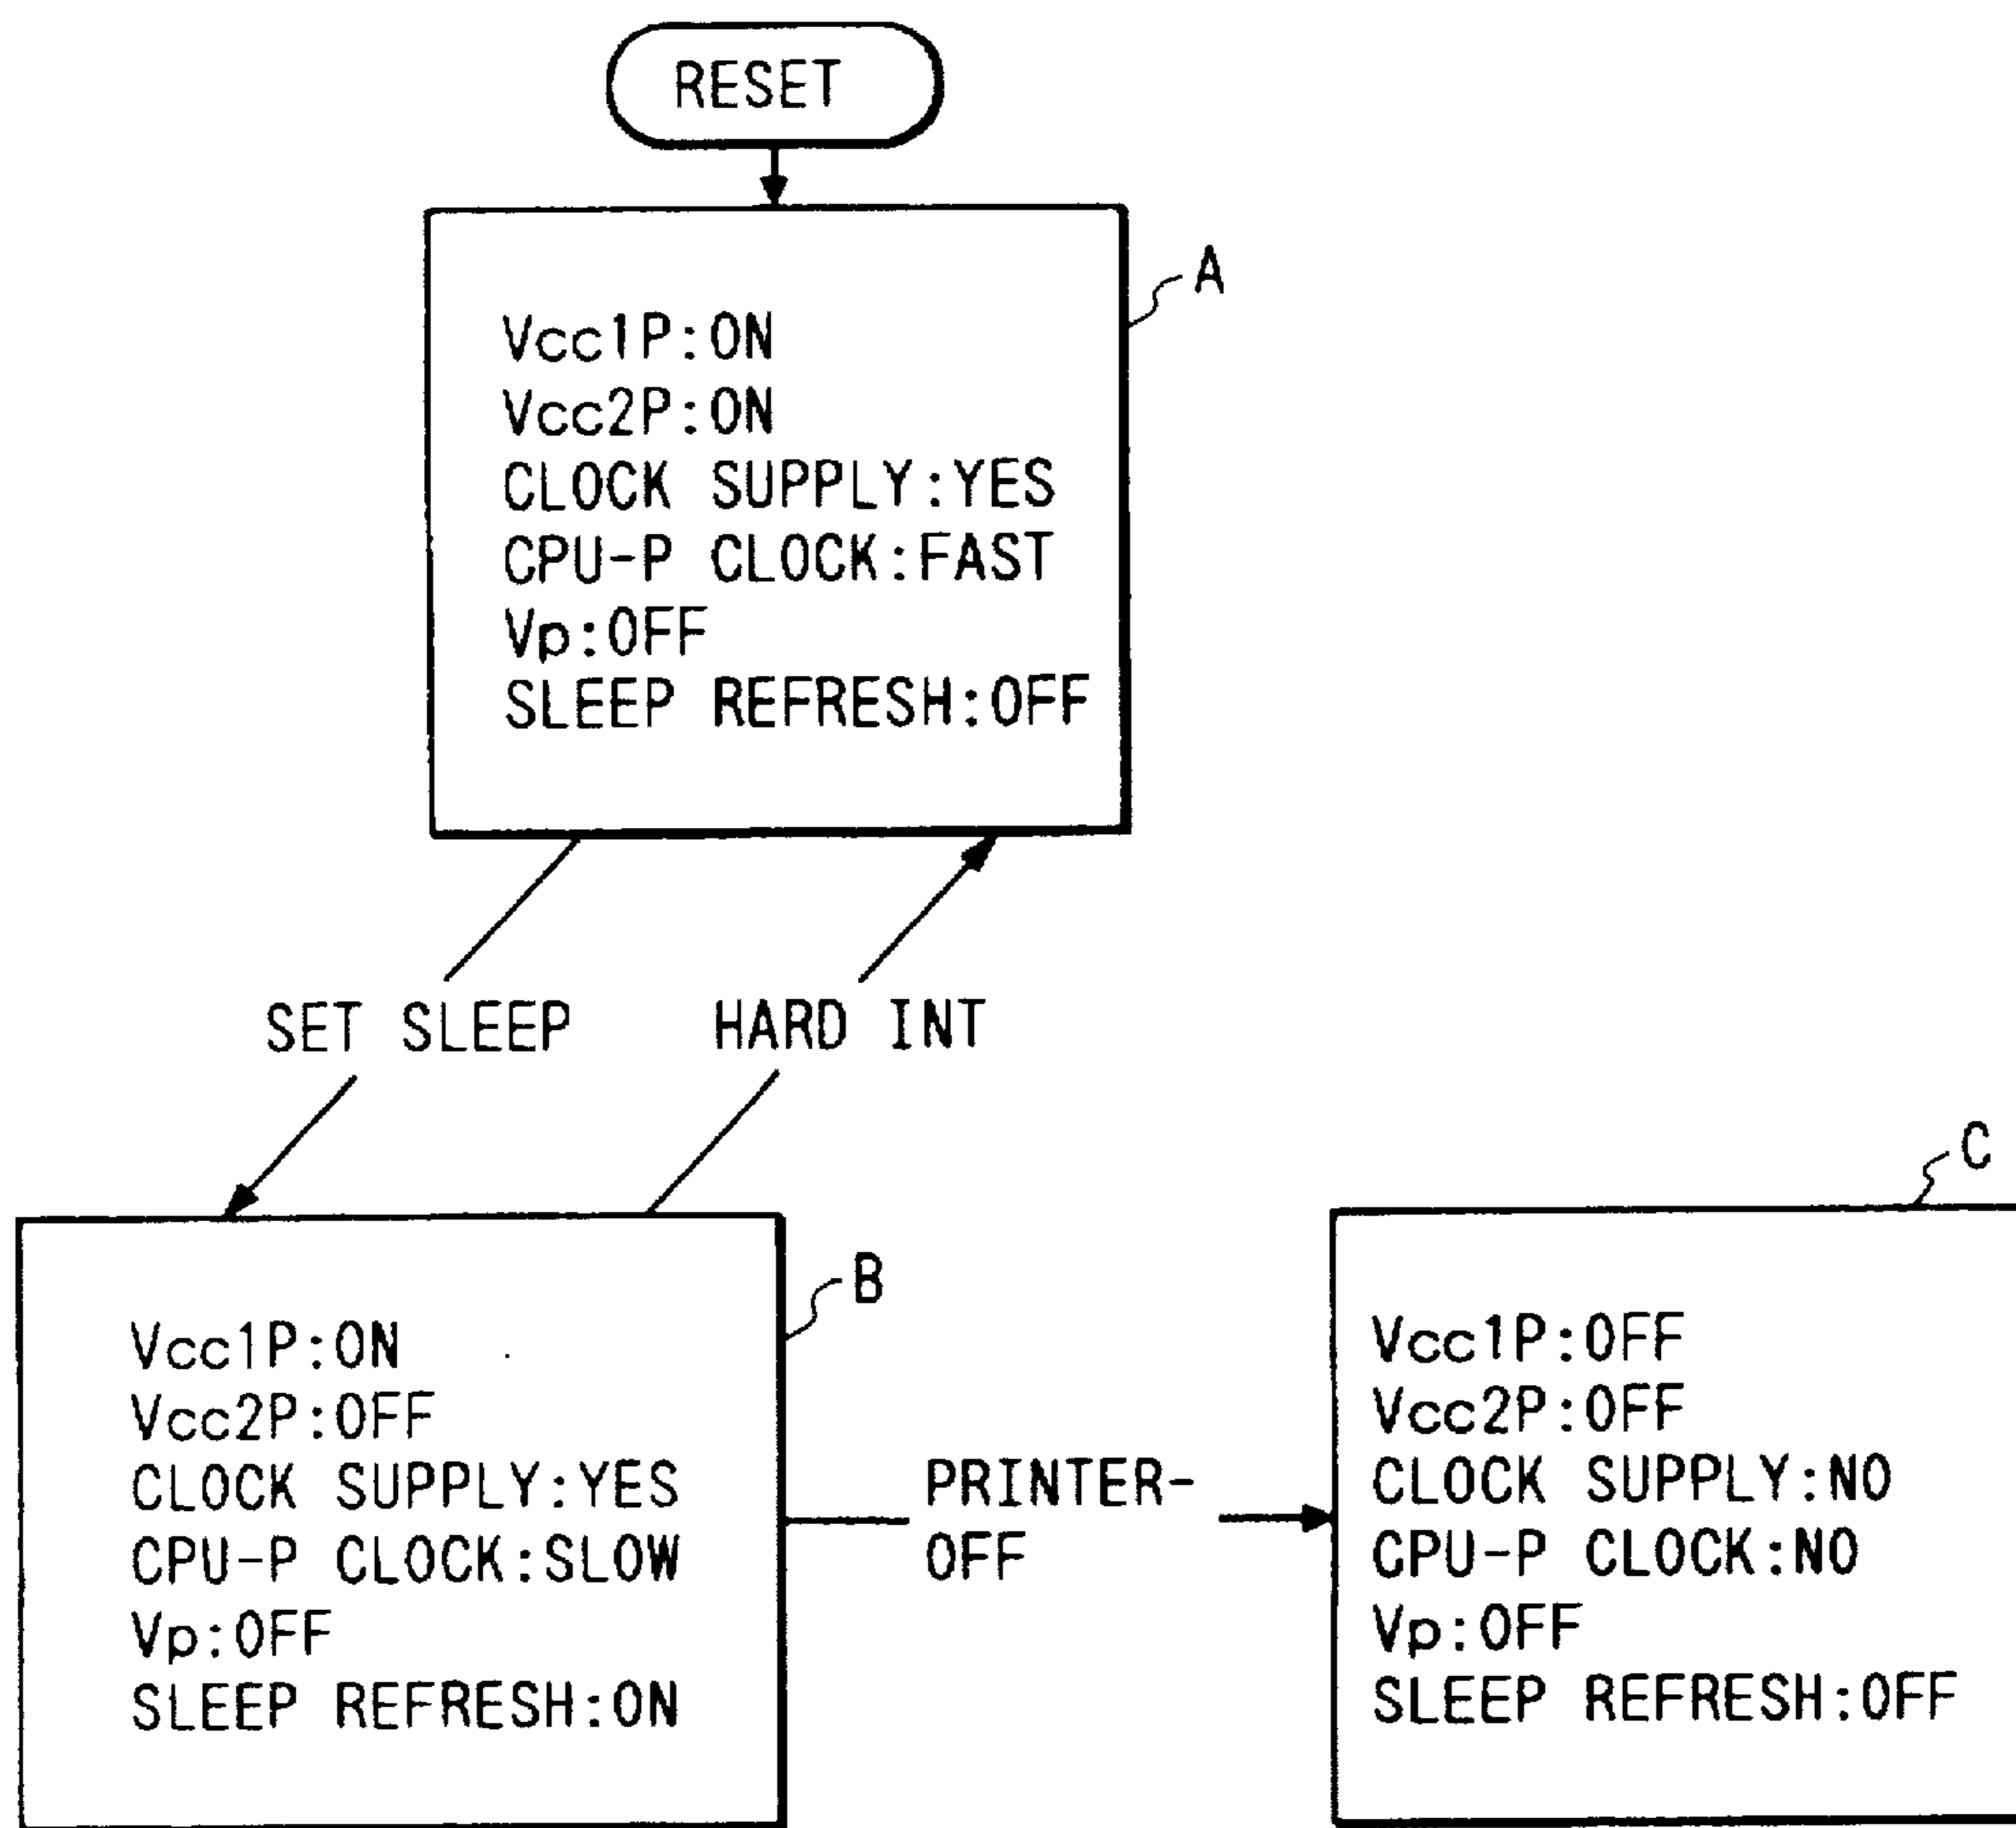 RESET
A
Vcc1P:ON
Vcc2P:ON
CLOCK SUPPLY:YES
CPU-P CLOCK:FAST
Vp:OFF
SLEEP REFRESH:OFF
SET SLEEP
HARD INT
B
Vcc1P:ON
Vcc2P:OFF
CLOCK SUPPLY:YES
CPU-P CLOCK:SLOW
Vp:OFF
SLEEP REFRESH:ON
PRINTER-
OFF
C
Vcc1P:OFF
Vcc2P:OFF
CLOCK SUPPLY:NO
CPU-P CLOCK:NO
Vp:OFF
SLEEP REFRESH:OFF